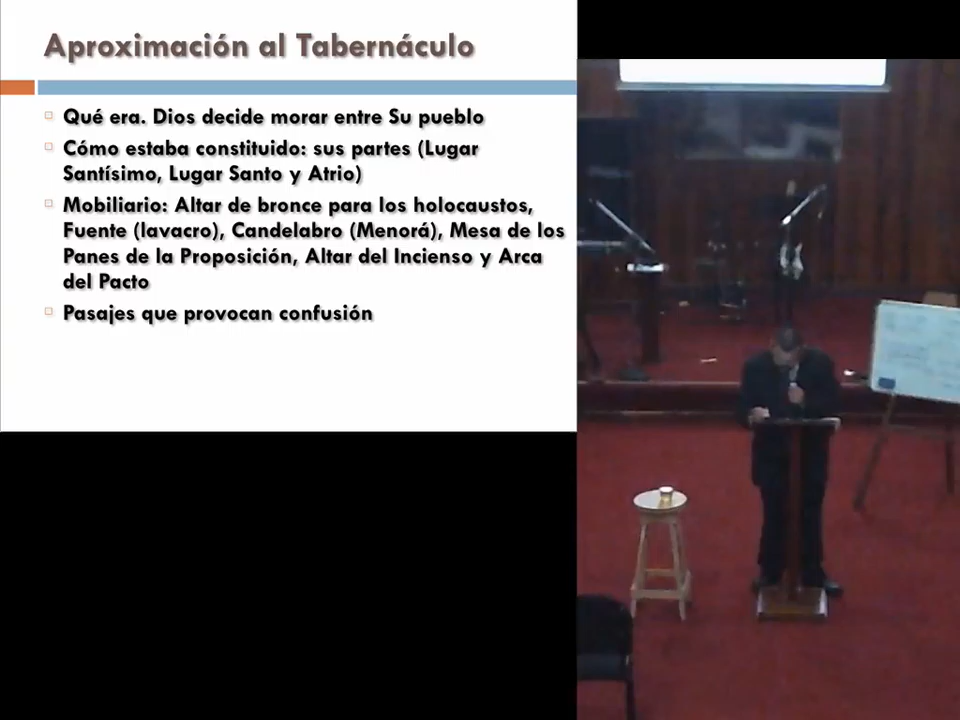 Aproximación al Tabernáculo
Qué era. Dios decide morar entre Su pueblo
Cómo estaba constituido: sus partes (Lugar
Santísimo, Lugar Santo y Atrio)
Mobiliario: Altar de bronce para los holocaustos,
Fuente (lavacro), Candelabro (Menorá), Mesa de los
Panes de la Proposición, Altar del Incienso y Arca
del Pacto
Pasajes que provocan confusión